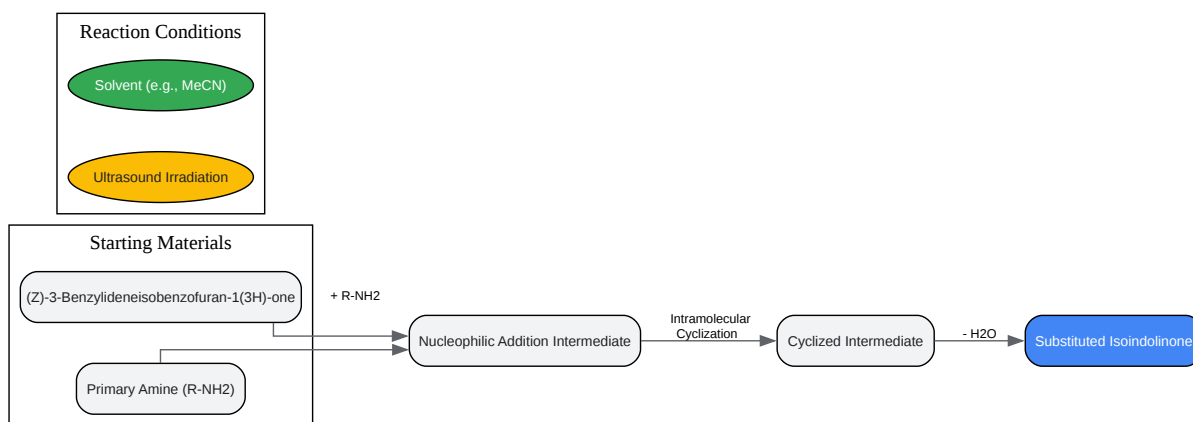 Reaction Conditions
Solvent (e.g., MeCN)
Ultrasound Irradiation
Starting Materials
(Z)-3-Benzylideneisobenzofuran-1(3H)-one
+ R-NH2
Primary Amine (R-NH2)
Nucleophilic Addition Intermediate
Intramolecular
Cyclization
Cyclized Intermediate
- H2O
Substituted Isoindolinone